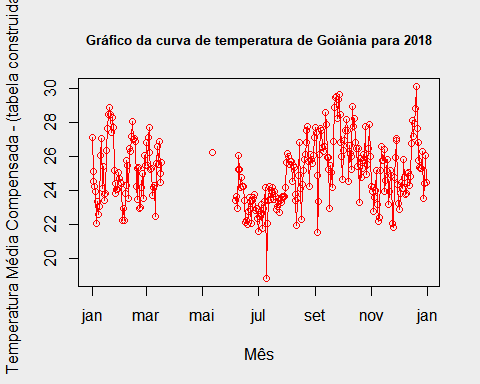 Gráfico da curva de temperatura de Goiânia para 2018
Temperatura Média Compensada - (tabela construida
30
28
26
24
22
20
jan mar mai jul set nov jan
Mês